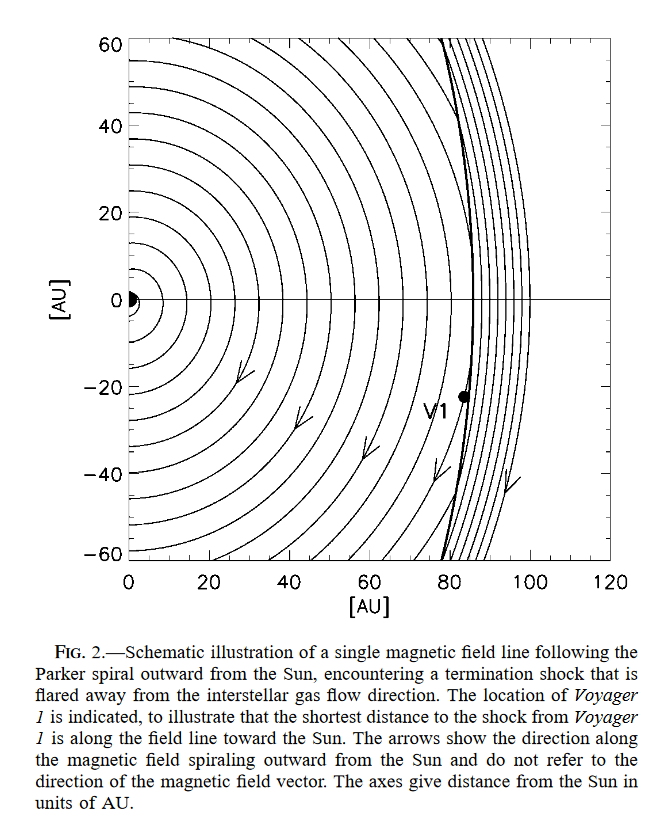 60
40
20
0
−20
−40
−60
[AU]
V1
0 20 40 60 80 100 120
[AU]
FIG. 2.—Schematic illustration of a single magnetic field line following the
Parker spiral outward from the Sun, encountering a termination shock that is
flared away from the interstellar gas flow direction. The location of Voyager
1 is indicated, to illustrate that the shortest distance to the shock from Voyager
1 is along the field line toward the Sun. The arrows show the direction along
the magnetic field spiraling outward from the Sun and do not refer to the
direction of the magnetic field vector. The axes give distance from the Sun in
units of AU.